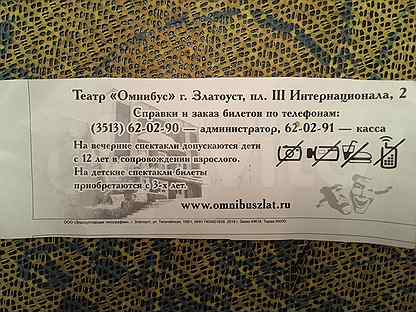 Театр «Омнибус» г. Златоуст, пл. III Интернационала, 2
Справки и заказ билетов по телефонам:
(3513) 62-02-90 — администратор, 62-02-91 — касса
На вечерние спектакли допускаются дети
с 12 лет в сопровождении взрослого.
На детские спектакли билеты
приобретаются с 3-х лет.
www.omnibuszlat.ru